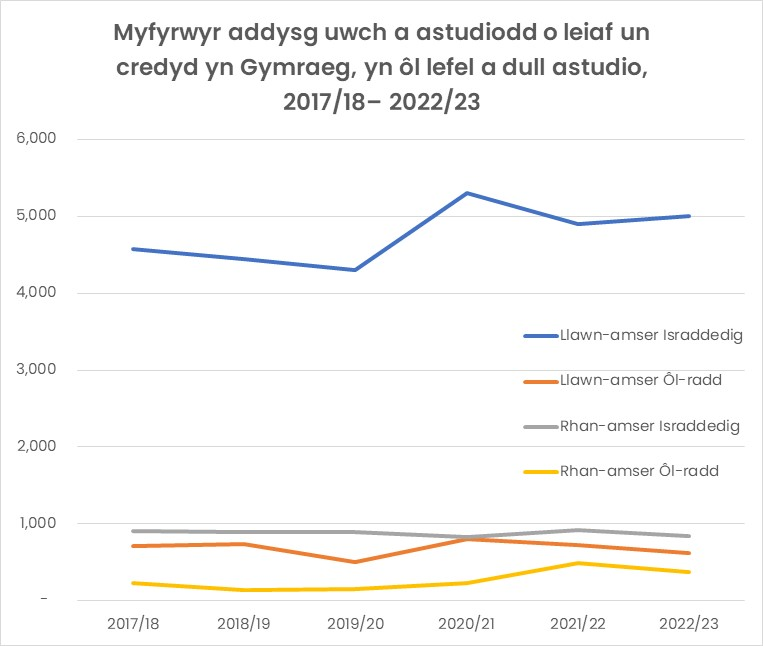 Myfyrwyr addysg uwch a astudiodd o leiaf un
credyd yn Gymraeg, yn ôl lefel a dull astudio,
2017/18– 2022/23
6,000
5,000
4,000
3,000
2,000
1,000
–
Llawn-amser Israddedig
Llawn-amser Ôl-radd
Rhan-amser Israddedig
Rhan-amser Ôl-radd
2017/18 2018/19 2019/20 2020/21 2021/22 2022/23